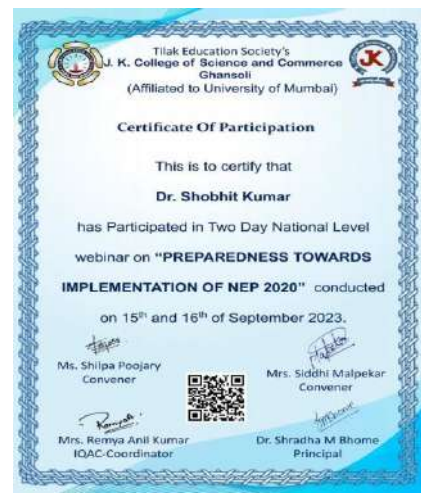 Tilak Education Society's
J. K. College of Science and Commerce
Ghansoli
(Affiliated to University of Mumbai)
JK
Certificate Of Participation
This is to certify that
Dr. Shobhit Kumar
has Participated in Two Day National Level
webinar on "PREPAREDNESS TOWARDS
IMPLEMENTATION OF NEP 2020" conducted
on 15th and 16th of September 2023.
Ms. Shilpa Poojary
Convener
Mrs. Siddhi Malpekar
Convener
Mrs. Remya Anil Kumar
IQAC-Coordinator
Dr. Shradha M Bhome
Principal